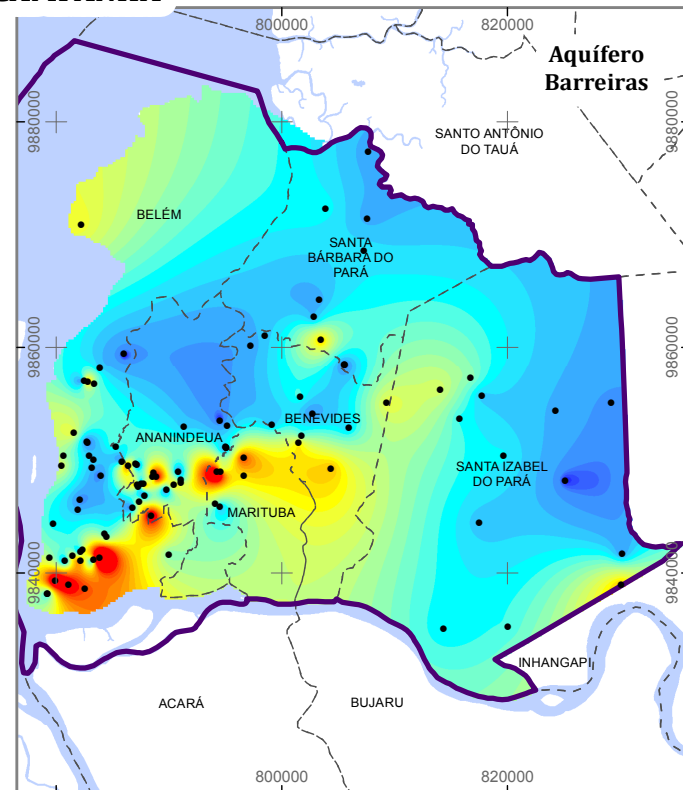 800000
820000
Aquífero
Barreiras
9880000
9880000
SANTO ANTÔNIO
DO TAUÁ
BELÉM
SANTA
BÁRBARA DO
PARÁ
9860000
9860000
BENEVIDES
ANANINDEUA
SANTA IZABEL
DO PARÁ
MARITUBA
9840000
9840000
INHANGAPI
ACARÁ
BUJARU
800000
820000